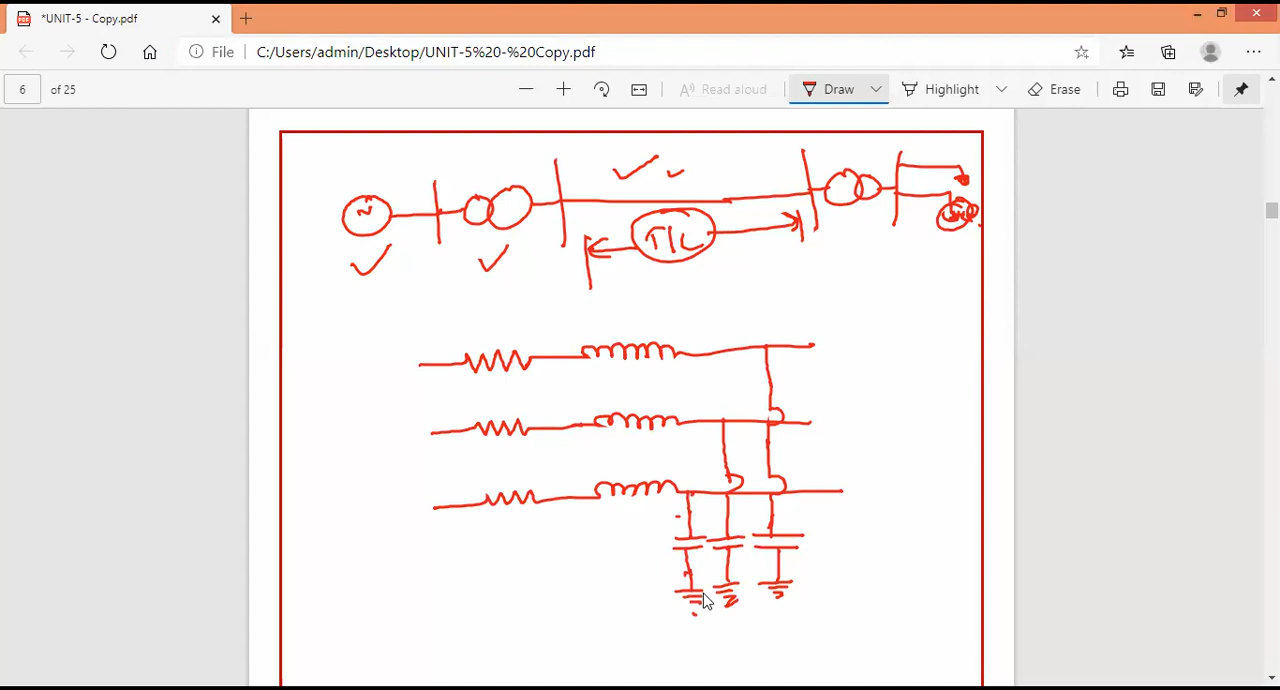 *UNIT-5 - Copy.pdf
File C:/Users/admin/Desktop/UNIT-5%20-%20Copy.pdf
6 of 25 Read aloud Draw Highlight Erase
T/L